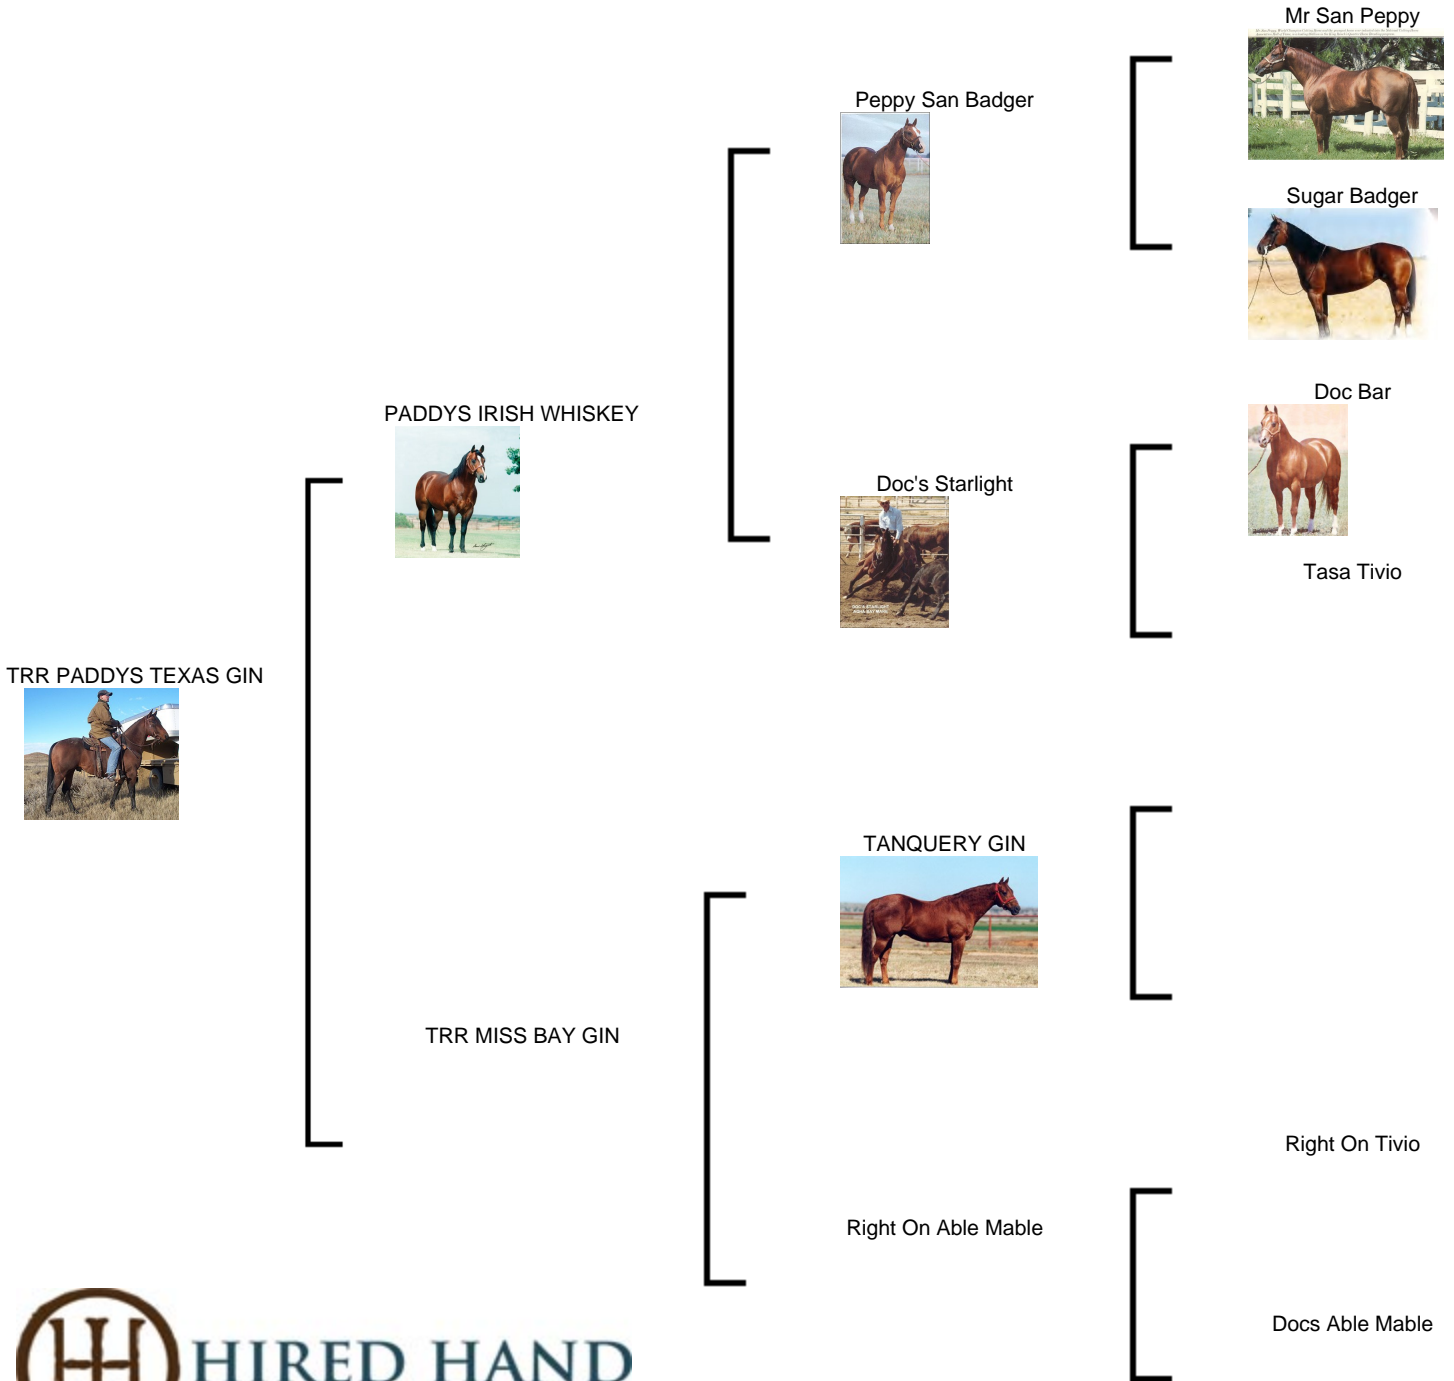 Mr San Peppy
Peppy San Badger
Sugar Badger
PADDYS IRISH WHISKEY
Doc Bar
Doc's Starlight
DOC'S STARLIGHT
Tasa Tivio
TRR PADDYS TEXAS GIN
TANQUERY GIN
TRR MISS BAY GIN
Right On Tivio
Right On Able Mable
Docs Able Mable
HIRED HAND